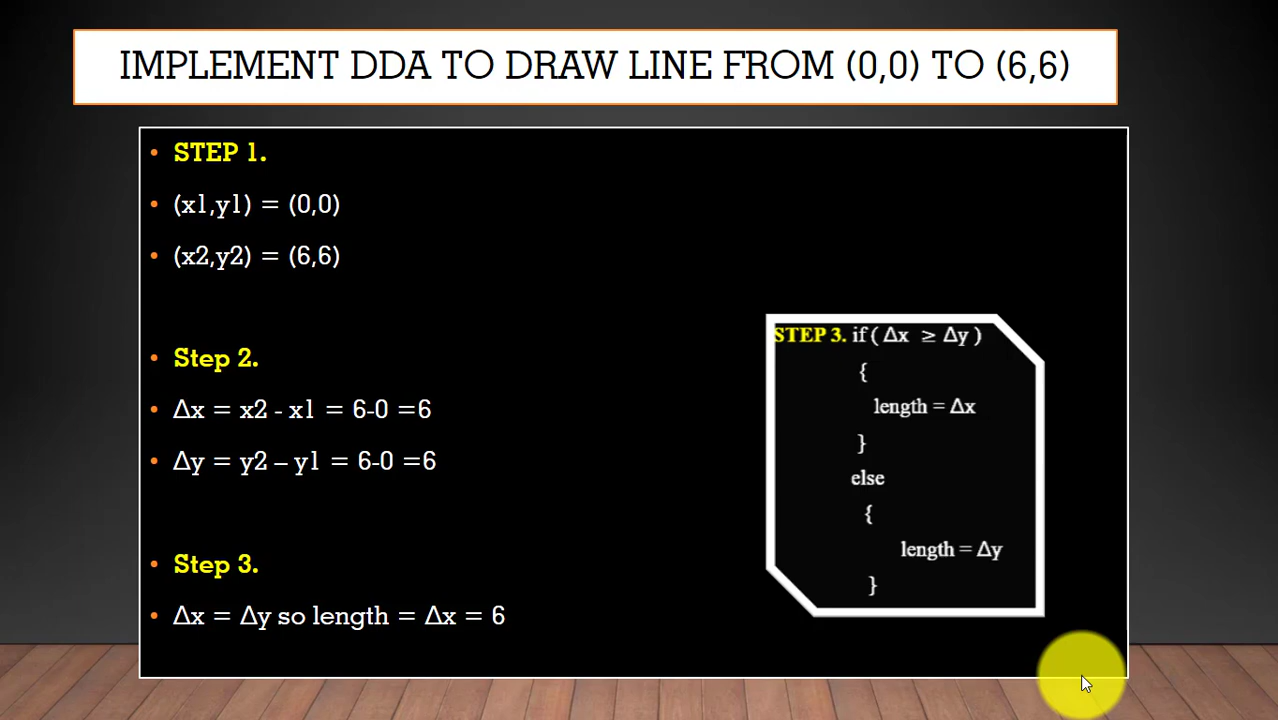 IMPLEMENT DDA TO DRAW LINE FROM (0,0) TO (6,6)
• STEP 1.
• (x1,y1) = (0,0)
• (x2,y2) = (6,6)
• Step 2.
• Δx = x2 - x1 = 6-0 =6
• Δy = y2 – y1 = 6-0 =6
• Step 3.
• Δx = Δy so length = Δx = 6
STEP 3. if ( Δx ≥ Δy )
{
length = Δx
}
else
{
length = Δy
}